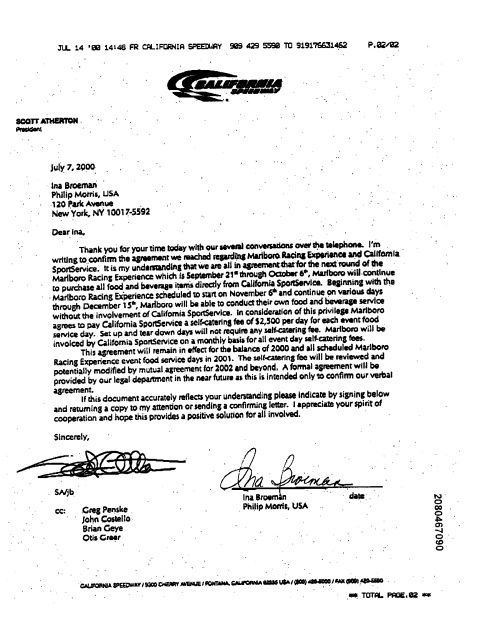 JUL 14 '00 14:46 FR CALIFORNIA SPEEDWAY 909 429 5590 TO 919176631462 P.02/02
CALIFORNIA
SPEEDWAY
SCOTT ATHERTON
President
July 7, 2000
Ina Broeman
Philip Morris, USA
120 Park Avenue
New York, NY 10017-5592
Dear Ina,
Thank you for your time today with our several conversations over the telephone. I'm
writing to confirm the agreement we reached regarding Marlboro Racing Experience and California
SportService. It is my understanding that we are all in agreement that for the next round of the
Marlboro Racing Experience which is September 21st through October 6th, Marlboro will continue
to purchase all food and beverage items directly from California SportService. Beginning with the
Marlboro Racing Experience scheduled to start on November 6th and continue on various days
through December 15th, Marlboro will be able to conduct their own food and beverage service
without the involvement of California SportService. In consideration of this privilege Marlboro
agrees to pay California SportService a self-catering fee of $2,500 per day for each event food
service day. Set up and tear down days will not require any self-catering fee. Marlboro will be
invoiced by California SportService on a monthly basis for all event day self-catering fees.
This agreement will remain in effect for the balance of 2000 and all scheduled Marlboro
Racing Experience event food service days in 2001. The self-catering fee will be reviewed and
potentially modified by mutual agreement for 2002 and beyond. A formal agreement will be
provided by our legal department in the near future as this is intended only to confirm our verbal
agreement.
If this document accurately reflects your understanding please indicate by signing below
and returning a copy to my attention or sending a confirming letter. I appreciate your spirit of
cooperation and hope this provides a positive solution for all involved.
Sincerely,
Ina Broeman
SA/jb
Ina Broeman date
Philip Morris, USA
cc: Greg Penske
John Costello
Brian Geye
Otis Greer
2080467090
CALIFORNIA SPEEDWAY / 9300 CHERRY AVENUE / FONTANA, CALIFORNIA 92335 USA / (909) 429-5000 / FAX (909) 429-5500
** TOTAL PAGE.02 **